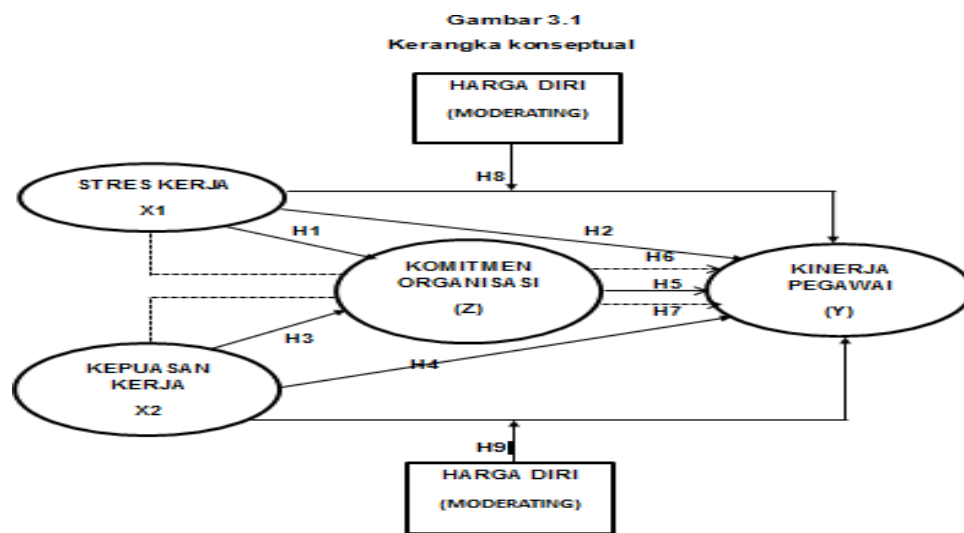 Gambar 3.1
Kerangka konseptual
HARGA DIRI
(MODERATING)
H8
STRES KERJA
X1
H1
H2
H6
KOMITMEN
ORGANISASI
(Z)
H5
H7
KINERJA
PEGAWAI
(Y)
H3
H4
KEPUASAN
KERJA
X2
H9
HARGA DIRI
(MODERATING)